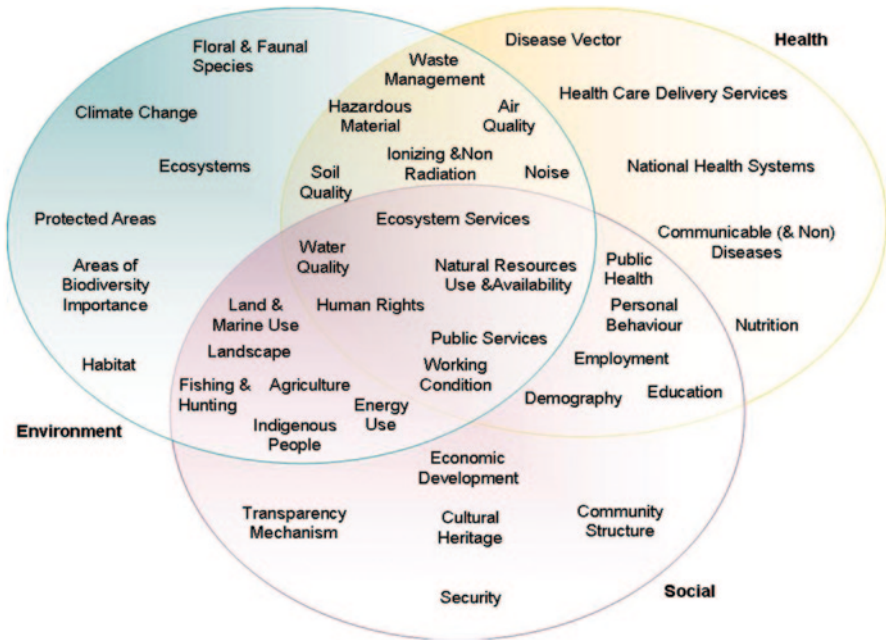 Floral & Faunal
Species
Climate Change
Ecosystems
Protected Areas
Areas of
Biodiversity
Importance
Habitat
Environment
Waste
Management
Hazardous
Material
Air
Quality
Ionizing &Non
Radiation
Soil
Quality
Noise
Disease Vector
Health
Health Care Delivery Services
National Health Systems
Communicable (& Non)
Diseases
Nutrition
Ecosystem Services
Water
Quality
Natural Resources
Use &Availability
Human Rights
Public Services
Working
Condition
Public
Health
Personal
Behaviour
Employment
Demography
Education
Land &
Marine Use
Landscape
Fishing &
Hunting
Agriculture
Energy
Use
Indigenous
People
Economic
Development
Transparency
Mechanism
Cultural
Heritage
Community
Structure
Security
Social